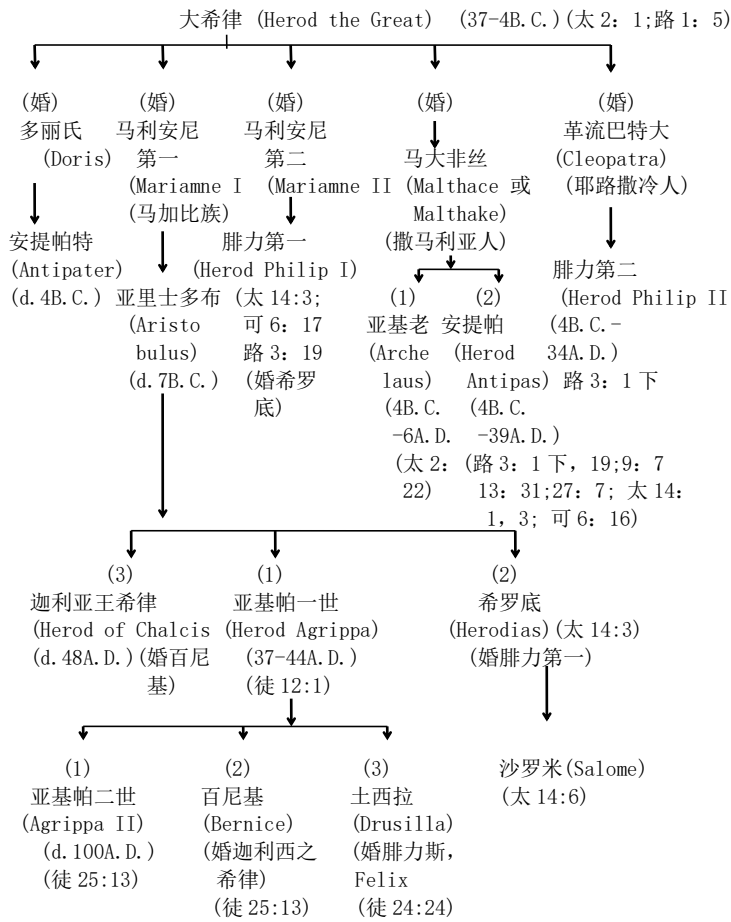 大希律 (Herod the Great) (37-4B.C.)(太 2：1;路 1：5)
(婚)
多丽氏
(Doris)
安提帕特
(Antipater)
(d.4B.C.)
(婚)
马利安尼
第一
(Mariamne I
(马加比族)
亚里士多布
(Aristo
bulus)
(d.7B.C.)
(婚)
马利安尼
第二
(Mariamne II
腓力第一
(Herod Philip I)
(太 14:3;
可 6：17
路 3：19
(婚希罗
底)
(婚)
马大非丝
(Malthace 或
Malthake)
(撒马利亚人)
(1)
亚基老
(Arche
laus)
(4B.C.
-6A.D.
(太 2：
22)
(2)
安提帕
(Herod
Antipas)
(4B.C.
-39A.D.)
(路 3：1 下，19;9：7
13：31;27：7; 太 14：
1，3; 可 6：16)
(婚)
革流巴特大
(Cleopatra)
(耶路撒冷人)
腓力第二
(Herod Philip II
(4B.C.-
34A.D.)
路 3：1 下
(3)
迦利亚王希律
(Herod of Chalcis
(d.48A.D.)(婚百尼
基)
(1)
亚基帕一世
(Herod Agrippa)
(37-44A.D.)
(徒 12:1)
(2)
希罗底
(Herodias)(太 14:3)
(婚腓力第一)
(1)
亚基帕二世
(Agrippa II)
(d.100A.D.)
(徒 25:13)
(2)
百尼基
(Bernice)
(婚迦利西之
希律)
(徒 25:13)
(3)
土西拉
(Drusilla)
(婚腓力斯，
Felix
(徒 24:24)
沙罗米(Salome)
(太 14:6)